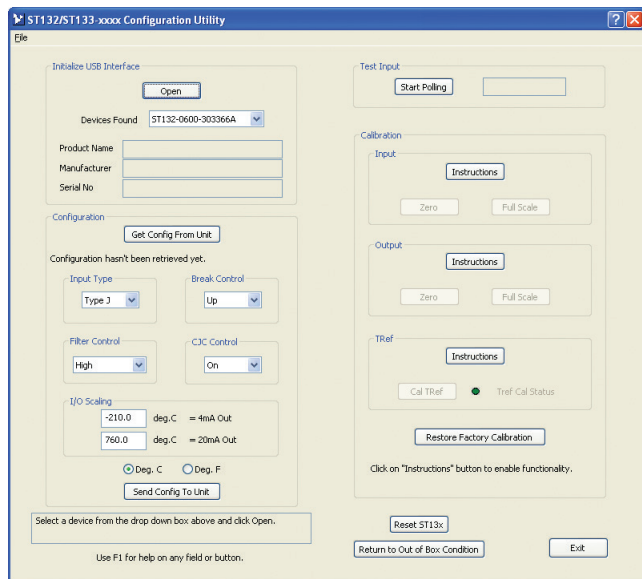 ST132/ST133-xxxx Configuration Utility
File
Initialize USB Interface
Open
Devices Found
ST132-0600-303366A
Product Name
Manufacturer
Serial No
Configuration
Get Config From Unit
Configuration hasn't been retrieved yet.
Input Type
Type J
Break Control
Up
Filter Control
High
CJC Control
On
I/O Scaling
-210.0 deg.C = 4mA Out
760.0 deg.C = 20mA Out
Deg. C Deg. F
Send Config To Unit
Select a device from the drop down box above and click Open.
Use F1 for help on any field or button.
Test Input
Start Polling
Calibration
Input
Instructions
Zero Full Scale
Output
Instructions
Zero Full Scale
TRef
Instructions
Cal TRef Tref Cal Status
Restore Factory Calibration
Click on "Instructions" button to enable functionality.
Reset ST13x
Return to Out of Box Condition
Exit